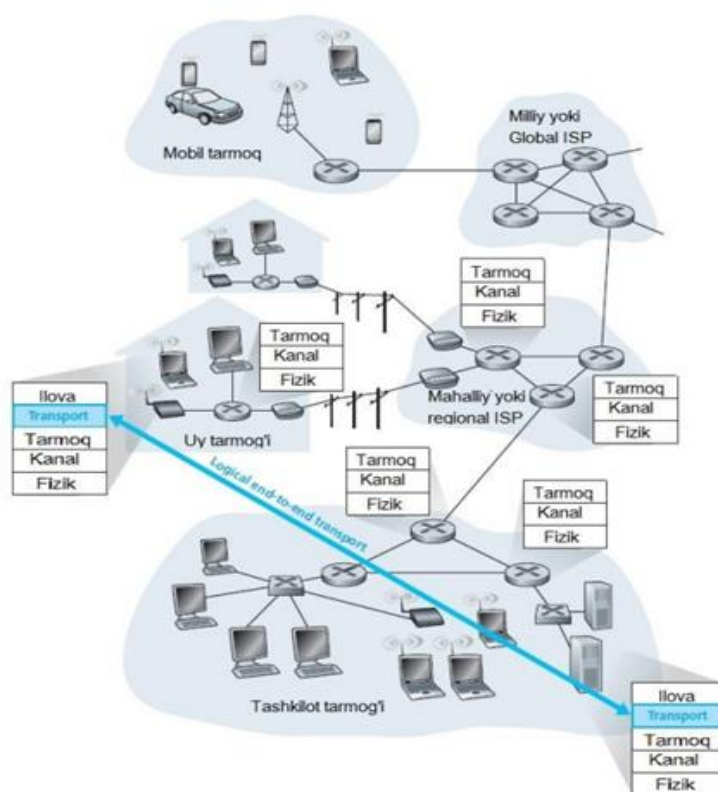 Mobil tarmoq
Milliy yoki
Global ISP
Tarmoq
Kanal
Fizik
Tarmoq
Kanal
Fizik
Mahalliy yoki
regional ISP
Tarmoq
Kanal
Fizik
Uy tarmog'i
Ilova
Transport
Tarmoq
Kanal
Fizik
Logical end-to-end transport
Tarmoq
Kanal
Fizik
Tarmoq
Kanal
Fizik
Tashkilot tarmog'i
Ilova
Transport
Tarmoq
Kanal
Fizik